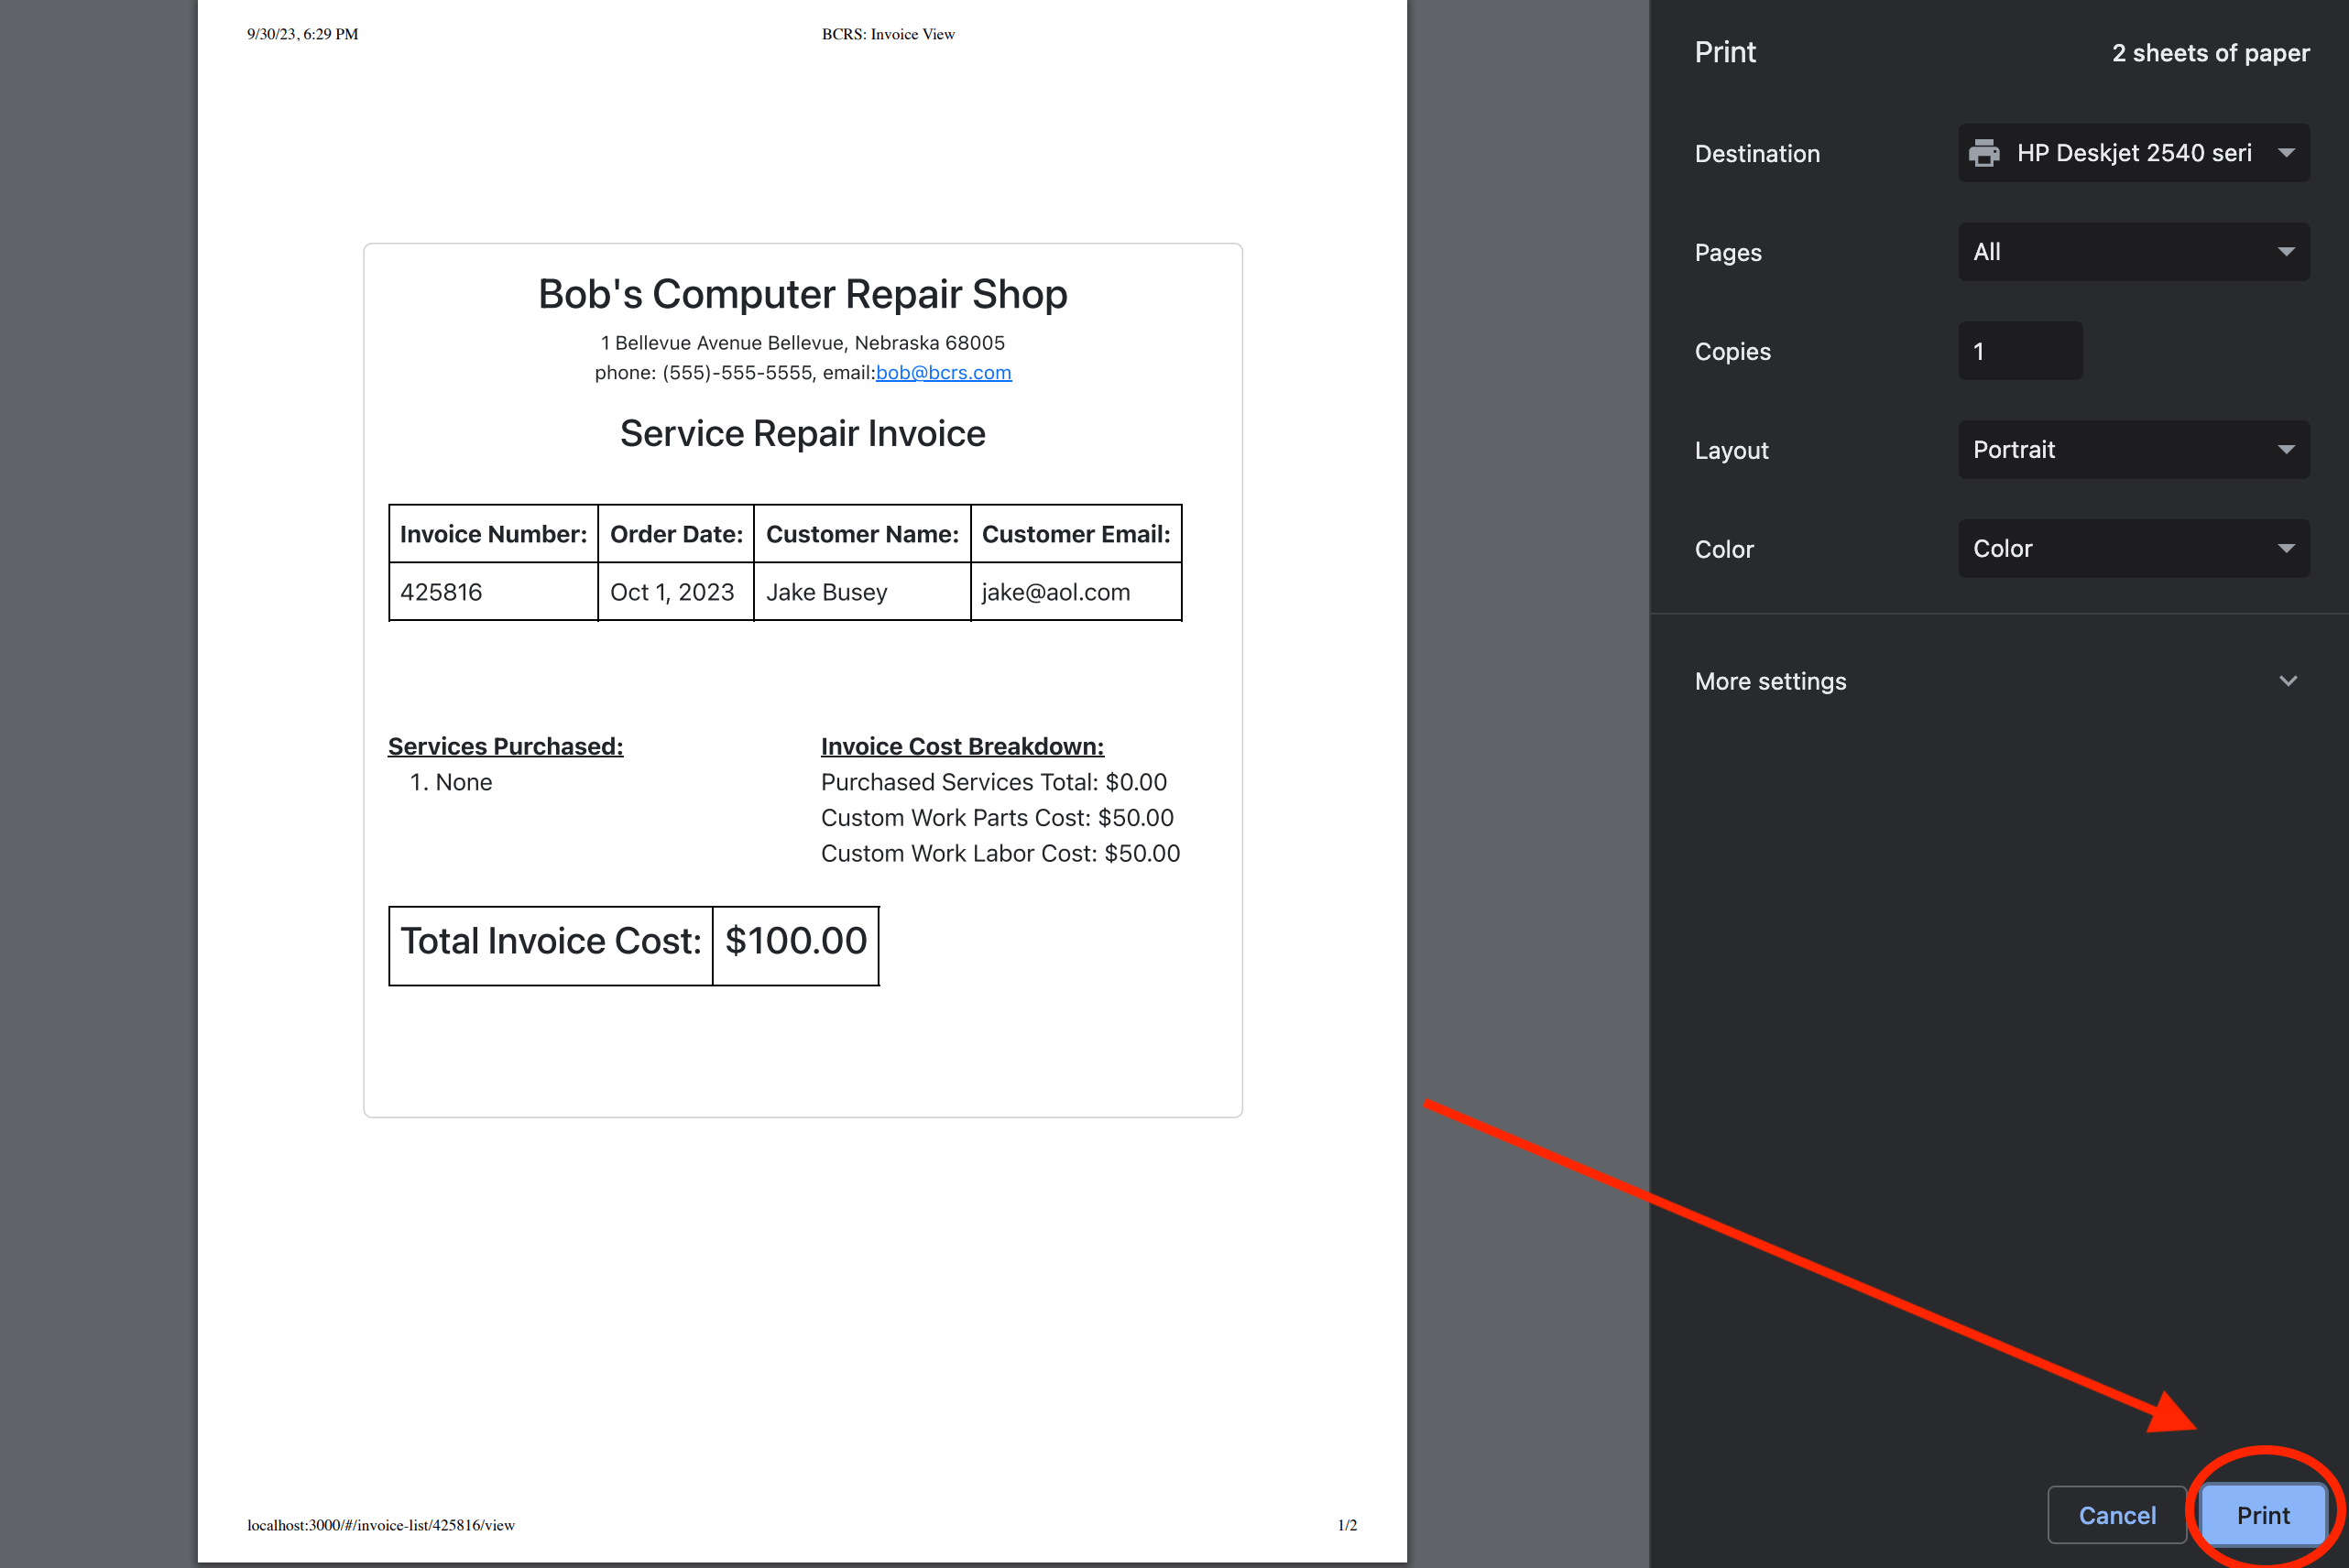 9/30/23, 6:29 PM BCRS: Invoice View
Bob's Computer Repair Shop
1 Bellevue Avenue Bellevue, Nebraska 68005
phone: (555)-555-5555, email:bob@bcrs.com
Service Repair Invoice
Invoice Number: Order Date: Customer Name: Customer Email:
425816 Oct 1, 2023 Jake Busey jake@aol.com
Services Purchased:
1. None
Invoice Cost Breakdown:
Purchased Services Total: $0.00
Custom Work Parts Cost: $50.00
Custom Work Labor Cost: $50.00
Total Invoice Cost: $100.00
localhost:3000/#/invoice-list/425816/view 1/2
Print 2 sheets of paper
Destination HP Deskjet 2540 seri
Pages All
Copies 1
Layout Portrait
Color Color
More settings
Cancel Print